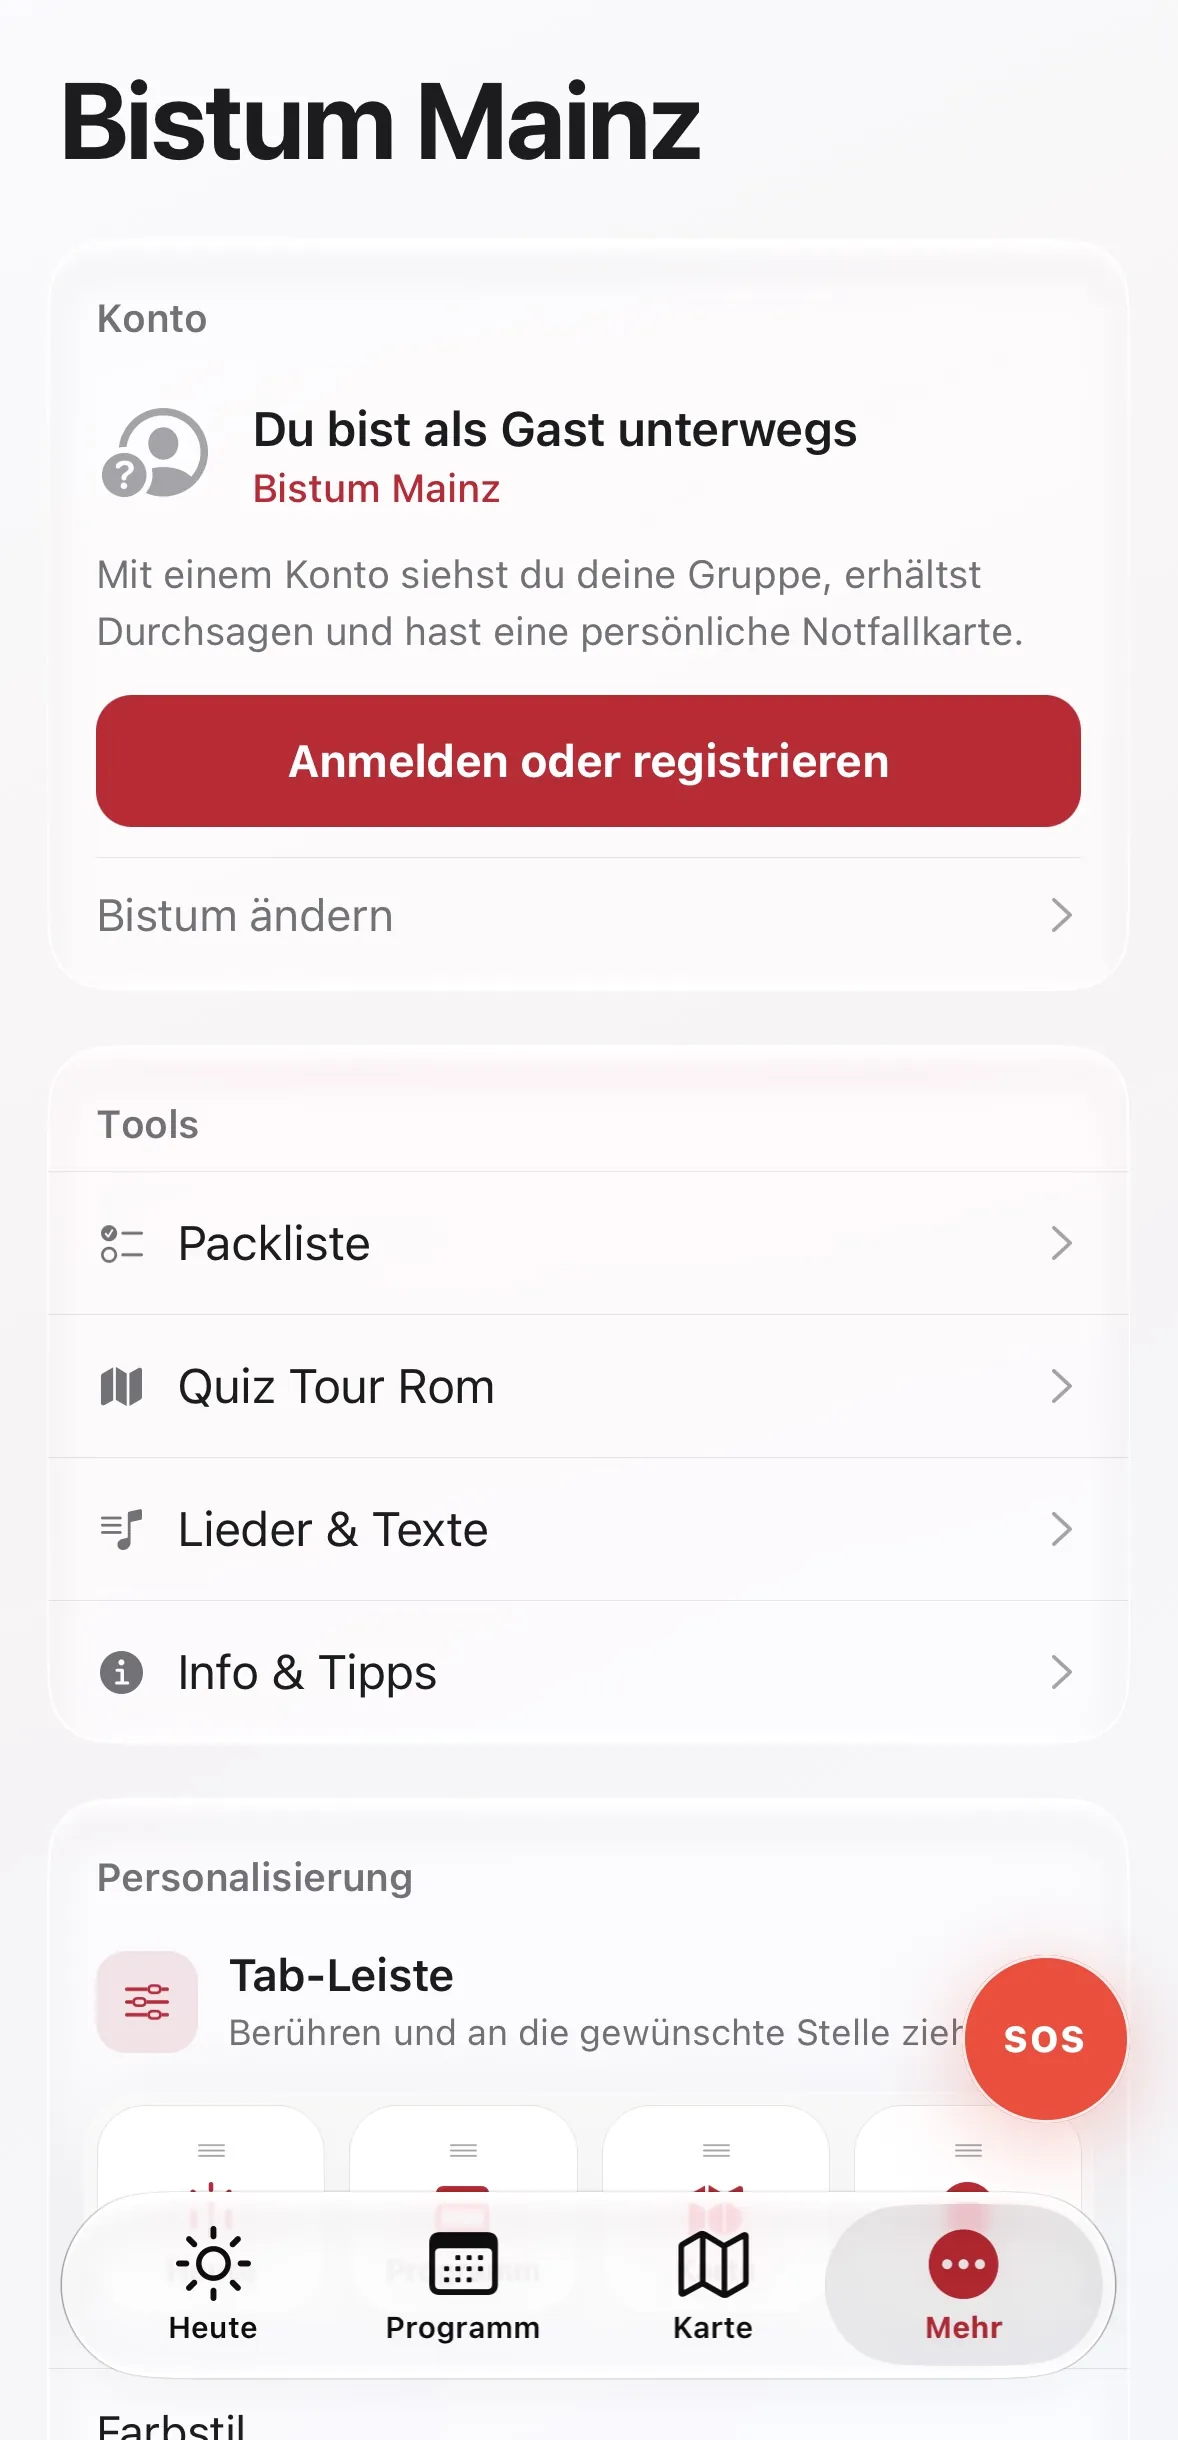 Bistum Mainz
Konto
Du bist als Gast unterwegs
Bistum Mainz
Mit einem Konto siehst du deine Gruppe, erhältst
Durchsagen und hast eine persönliche Notfallkarte.
Anmelden oder registrieren
Bistum ändern
Tools
Packliste
Quiz Tour Rom
Lieder & Texte
Info & Tipps
Personalisierung
Tab-Leiste
Berühren und an die gewünschte Stelle
SOS
Heute
Programm
Karte
Mehr
Farbstil